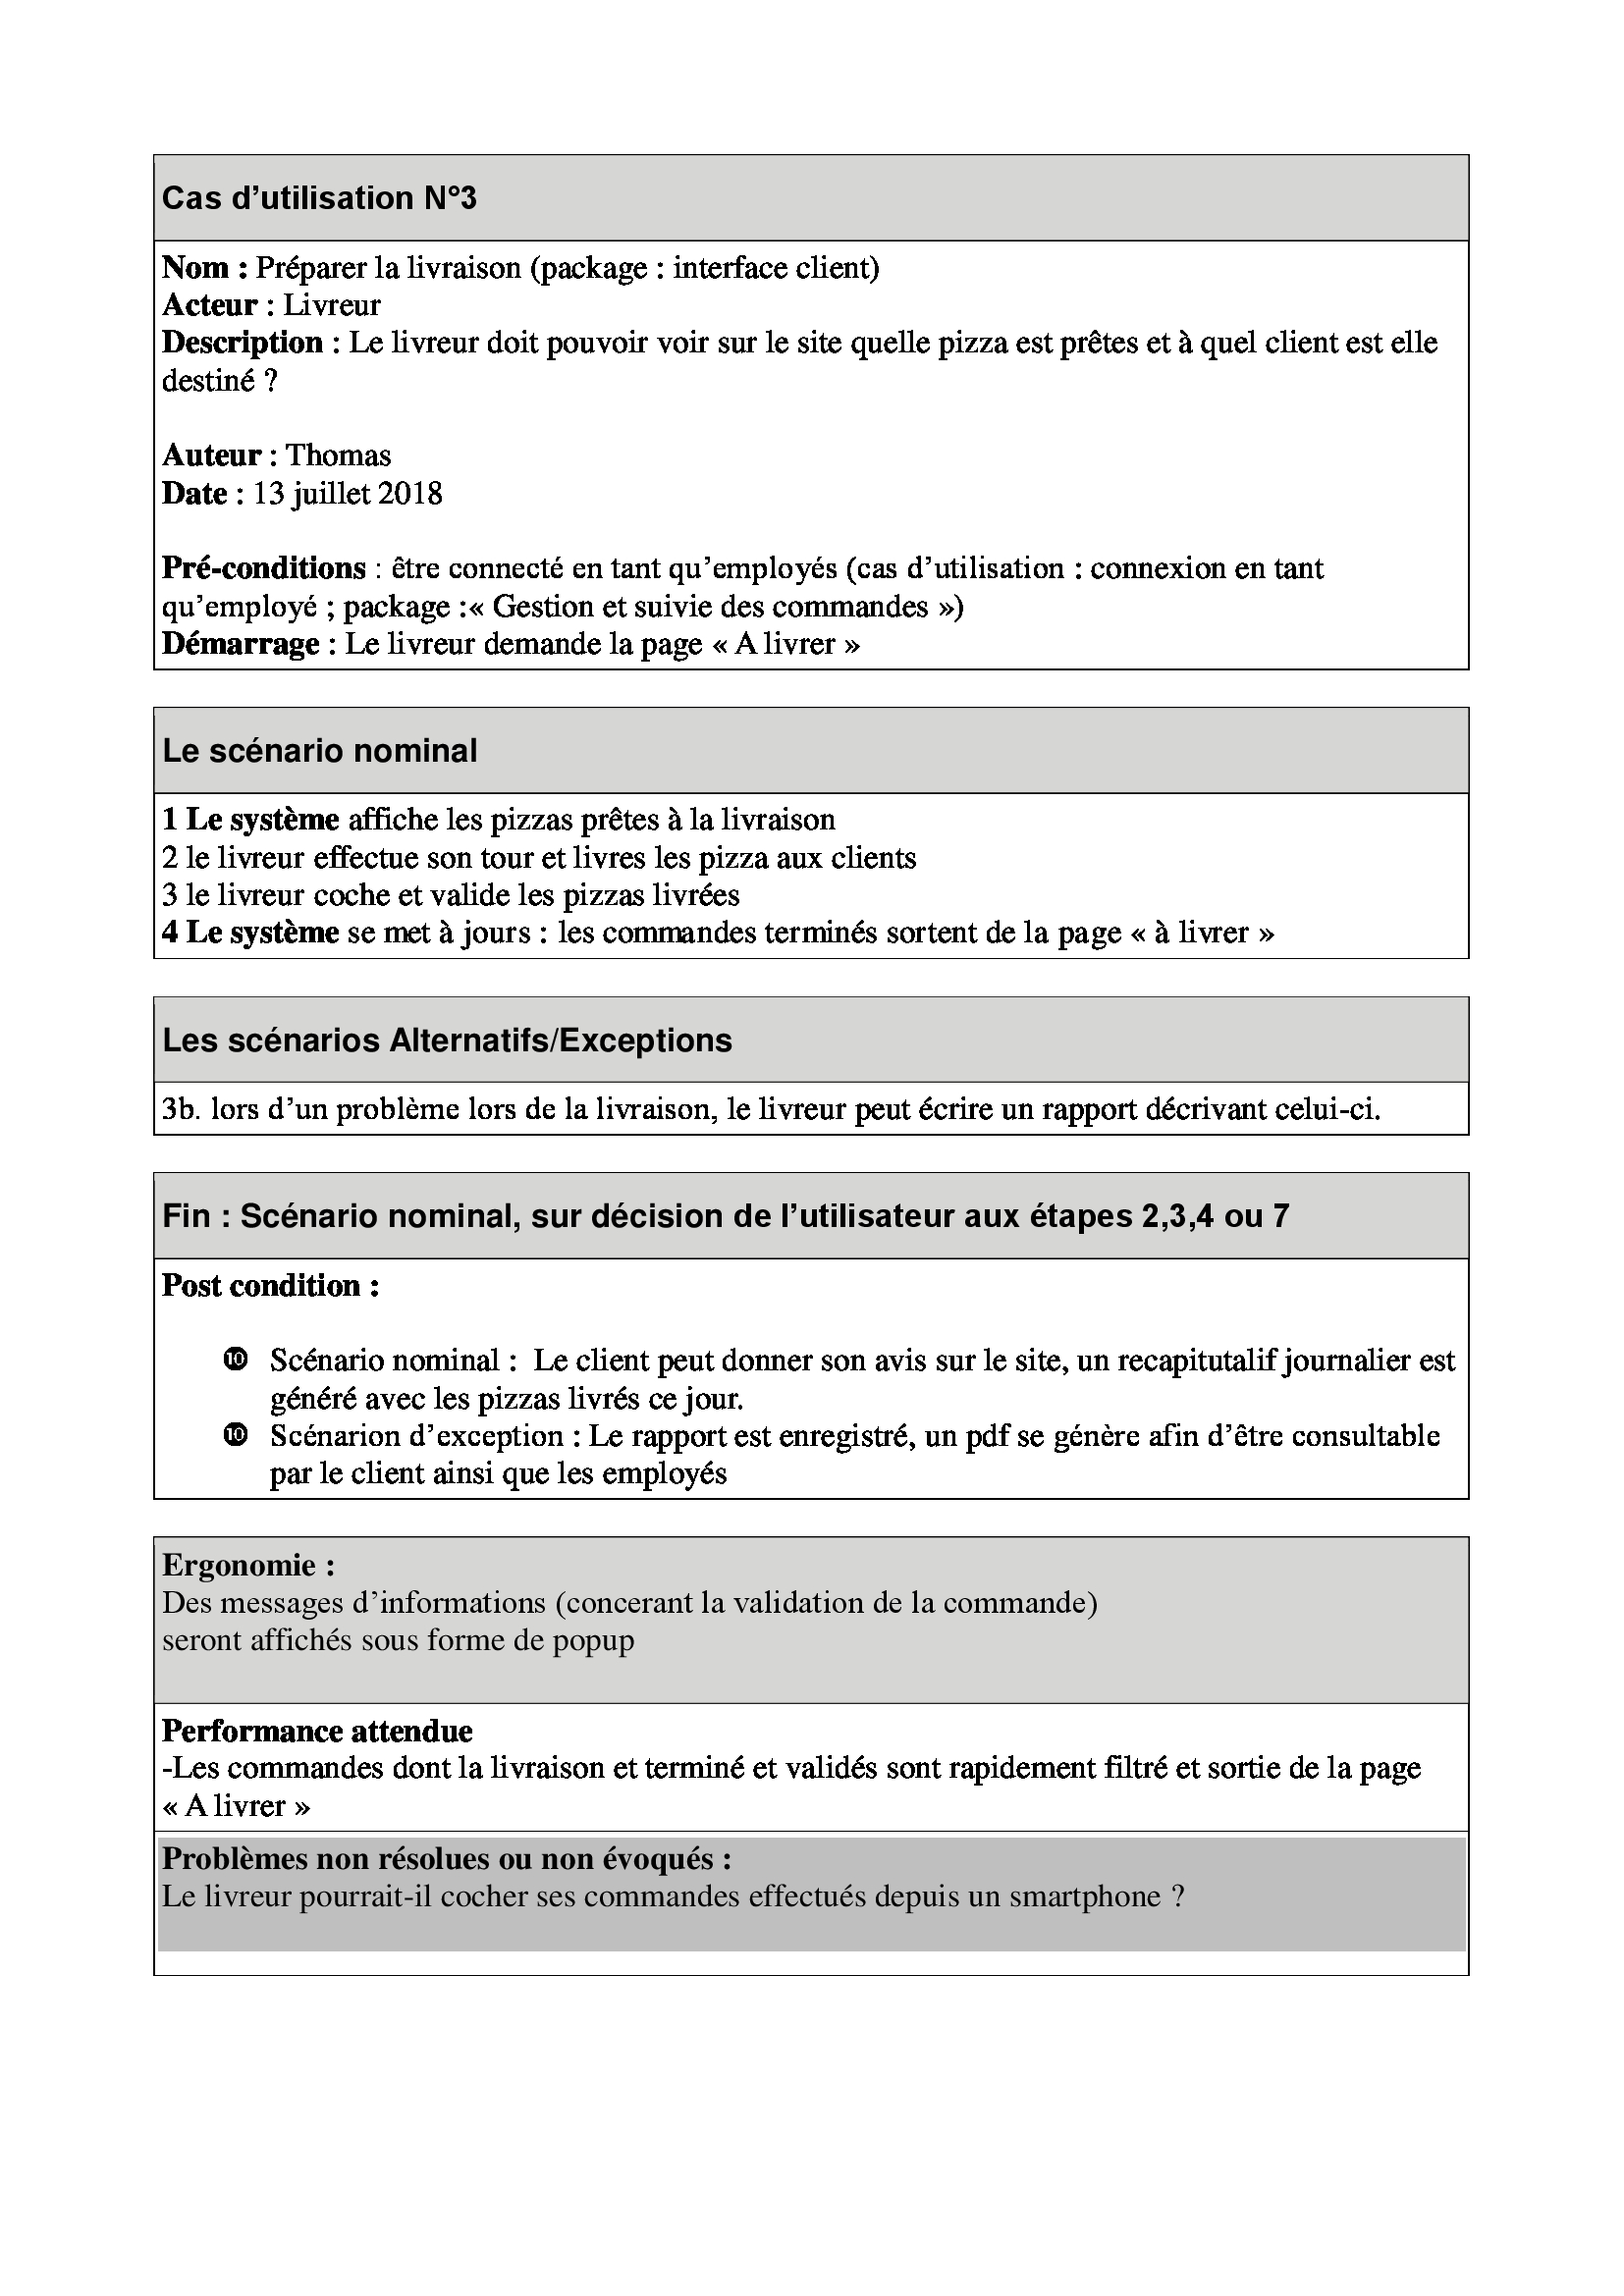 Cas d’utilisation N°3
Nom : Préparer la livraison (package : interface client)
Acteur : Livreur
Description : Le livreur doit pouvoir voir sur le site quelle pizza est prêtes et à quel client est elle
destiné ?
Auteur : Thomas
Date : 13 juillet 2018
Pré-conditions : être connecté en tant qu’employés (cas d’utilisation : connexion en tant
qu’employé ; package :« Gestion et suivie des commandes »)
Démarrage : Le livreur demande la page « A livrer »
Le scénario nominal
1 Le système affiche les pizzas prêtes à la livraison
2 le livreur effectue son tour et livres les pizza aux clients
3 le livreur coche et valide les pizzas livrées
4 Le système se met à jours : les commandes terminés sortent de la page « à livrer »
Les scénarios Alternatifs/Exceptions
3b. lors d’un problème lors de la livraison, le livreur peut écrire un rapport décrivant celui-ci.
Fin : Scénario nominal, sur décision de l’utilisateur aux étapes 2,3,4 ou 7
Post condition :
❿ Scénario nominal :  Le client peut donner son avis sur le site, un recapitutalif journalier est
généré avec les pizzas livrés ce jour.
❿ Scénarion d’exception : Le rapport est enregistré, un pdf se génère afin d’être consultable
par le client ainsi que les employés
Ergonomie :
Des messages d’informations (concerant la validation de la commande)
seront affichés sous forme de popup
Performance attendue
-Les commandes dont la livraison et terminé et validés sont rapidement filtré et sortie de la page
« A livrer »
Problèmes non résolues ou non évoqués :
Le livreur pourrait-il cocher ses commandes effectués depuis un smartphone ?